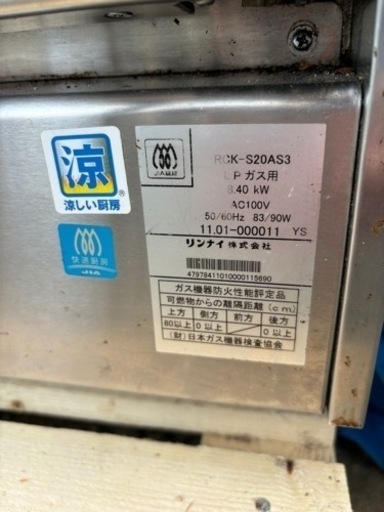 涼
涼しい厨房
快適厨房
JIA
RCK-S20AS3
LPガス用
8.40 kW
AC100V
50/60Hz 83/90W
11.01-000011 YS
リンナイ株式会社
47978411010000115690
ガス機器防火性能評定品
可燃物からの離隔距離(cm)
上方 側方 前方 後方
80以上 0以上 0以上
(財)日本ガス機器検査協会